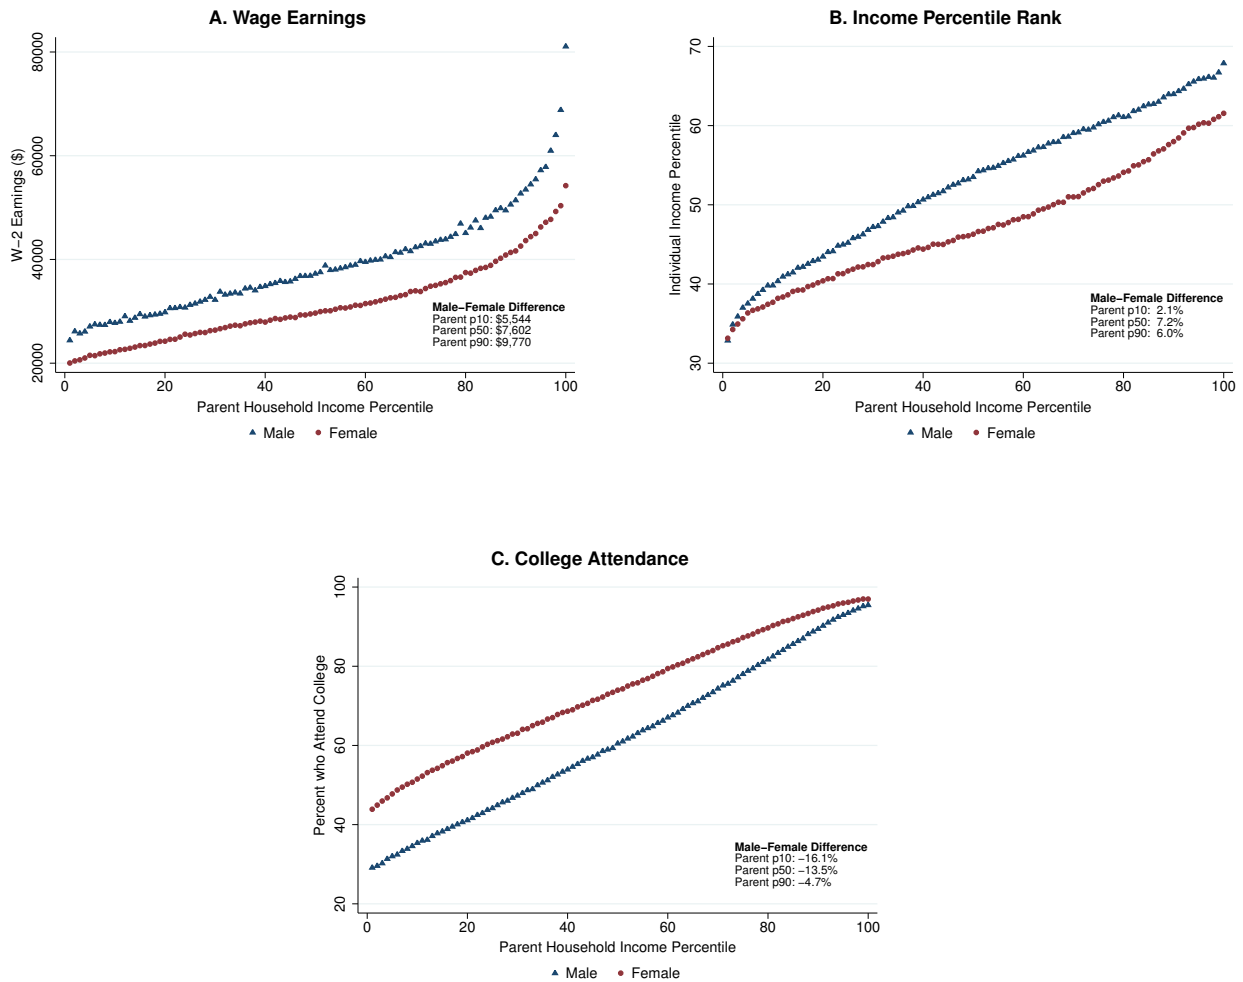 A. Wage Earnings
W−2 Earnings ($)
80000
60000
40000
20000
Male−Female Difference
Parent p10: $5,544
Parent p50: $7,602
Parent p90: $9,770
0 20 40 60 80 100
Parent Household Income Percentile
Male Female
B. Income Percentile Rank
Individual Income Percentile
70
60
50
40
30
Male−Female Difference
Parent p10: 2.1%
Parent p50: 7.2%
Parent p90: 6.0%
0 20 40 60 80 100
Parent Household Income Percentile
Male Female
C. College Attendance
Percent who Attend College
100
80
60
40
20
Male−Female Difference
Parent p10: −16.1%
Parent p50: −13.5%
Parent p90: −4.7%
0 20 40 60 80 100
Parent Household Income Percentile
Male Female